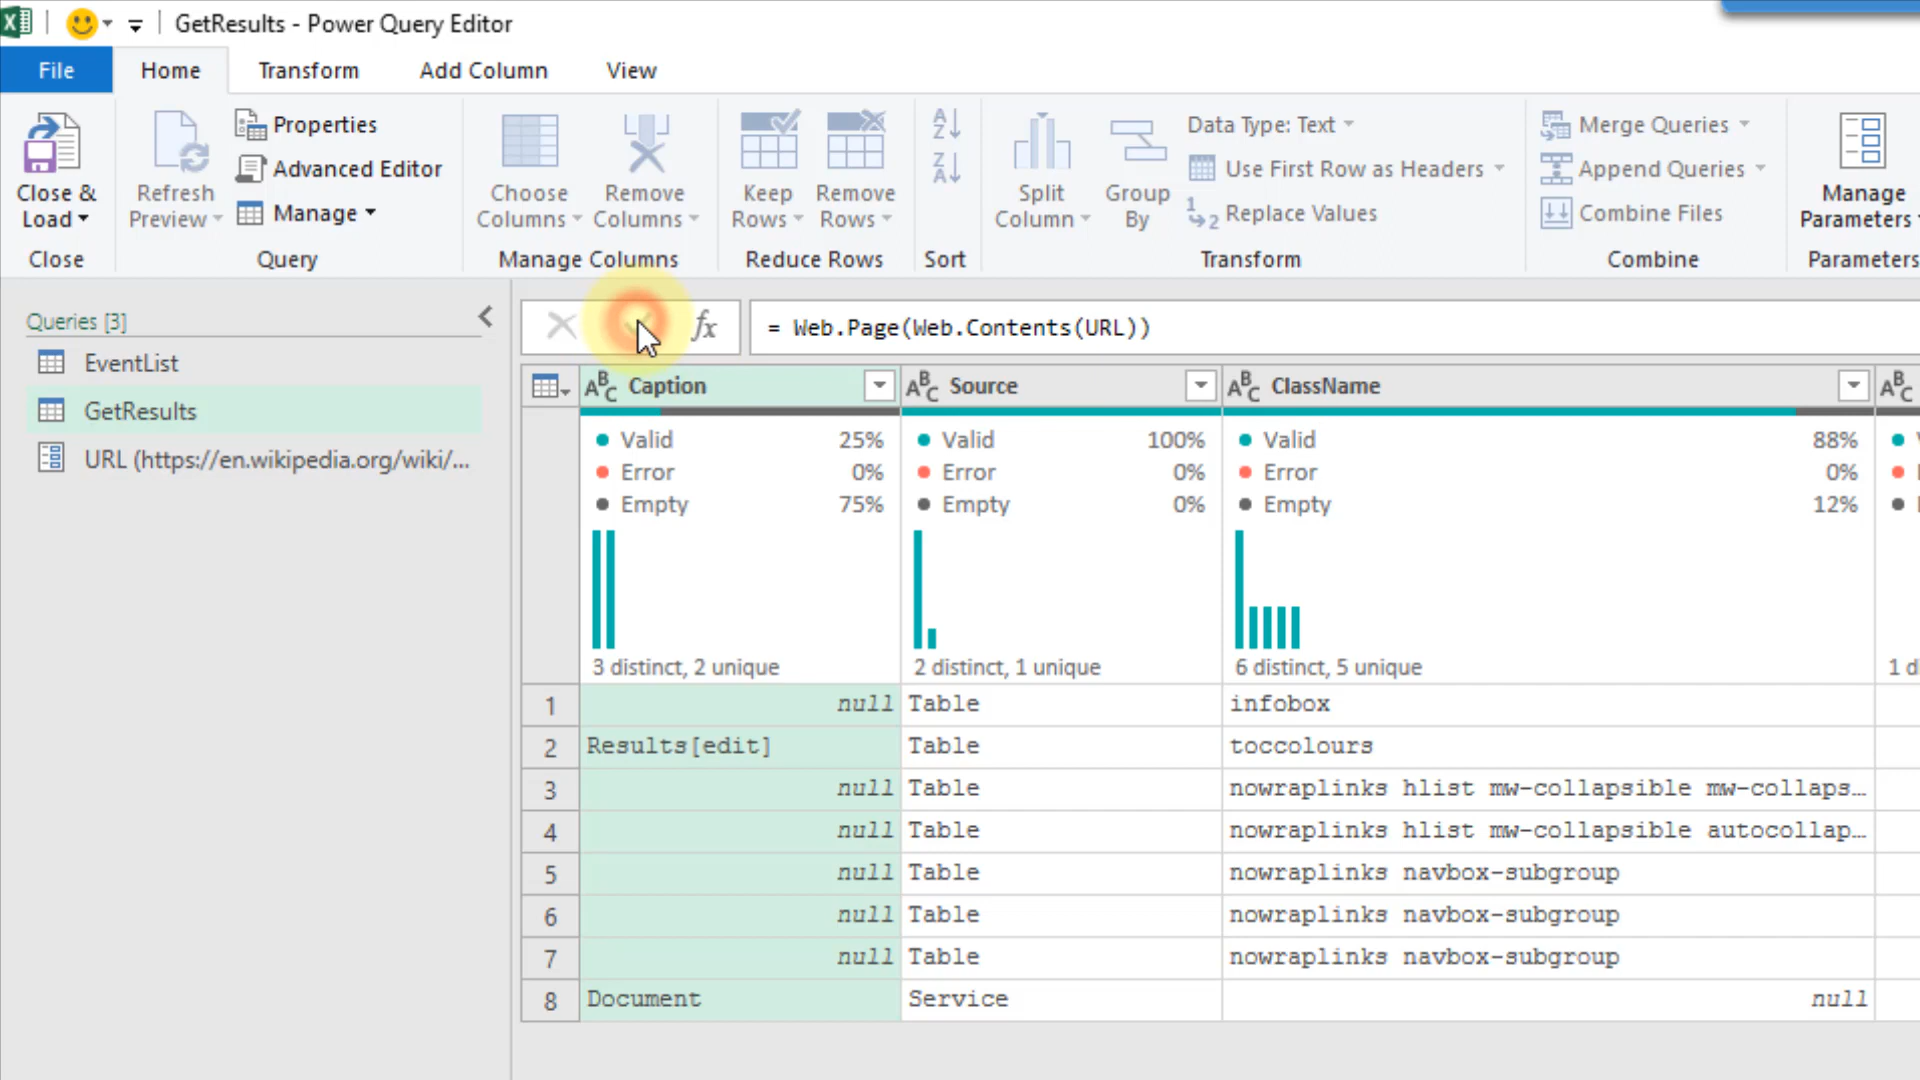 GetResults - Power Query Editor
File Home Transform Add Column View
Close & Load
Refresh Preview
Properties
Advanced Editor
Manage
Choose Columns
Remove Columns
Keep Rows
Remove Rows
Split Column
Group By
Data Type: Text
Use First Row as Headers
Replace Values
Merge Queries
Append Queries
Combine Files
Manage Parameters
Close Query Manage Columns Reduce Rows Sort Transform Combine Parameters
Queries [3]
EventList
GetResults
URL (https://en.wikipedia.org/wiki/...
fx = Web.Page(Web.Contents(URL))
ABC Caption ABC Source ABC ClassName ABC
Valid 25% Valid 100% Valid 88%
Error 0% Error 0% Error 0%
Empty 75% Empty 0% Empty 12%
3 distinct, 2 unique 2 distinct, 1 unique 6 distinct, 5 unique 1 di
1 null Table infobox
2 Results[edit] Table toccolours
3 null Table nowraplinks hlist mw-collapsible mw-collaps...
4 null Table nowraplinks hlist mw-collapsible autocollap...
5 null Table nowraplinks navbox-subgroup
6 null Table nowraplinks navbox-subgroup
7 null Table nowraplinks navbox-subgroup
8 Document Service null